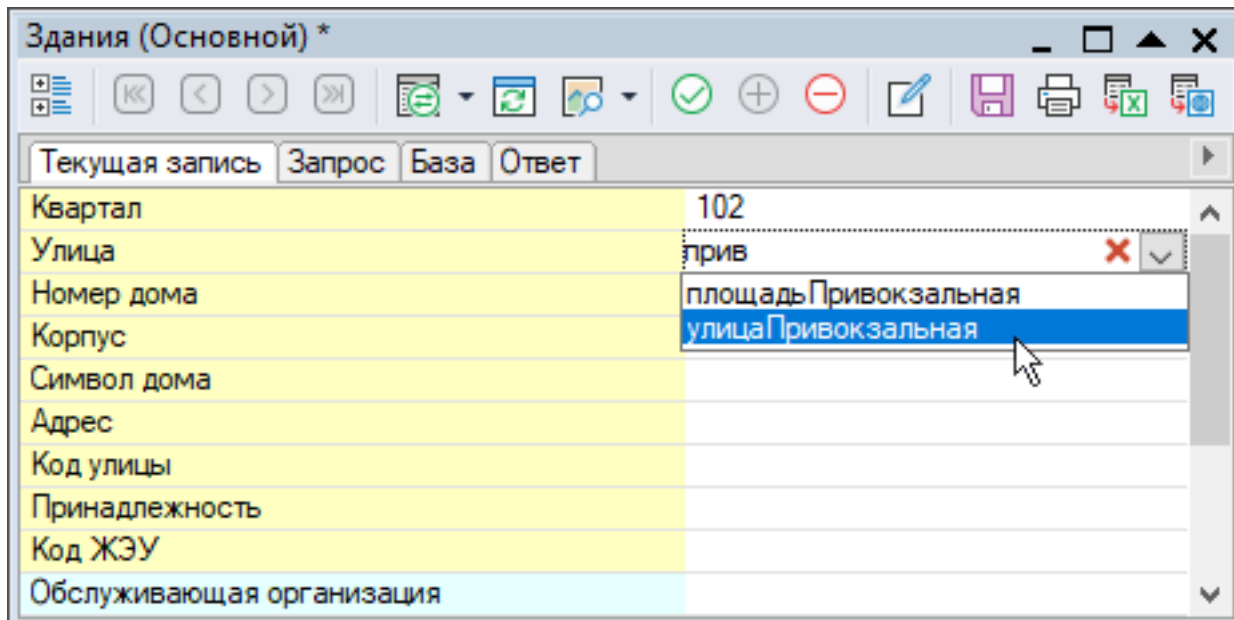 Здания (Основной) *
Текущая запись Запрос База Ответ
Квартал 102
Улица прив
Номер дома площадьПривокзальная
Корпус улицаПривокзальная
Символ дома
Адрес
Код улицы
Принадлежность
Код ЖЭУ
Обслуживающая организация